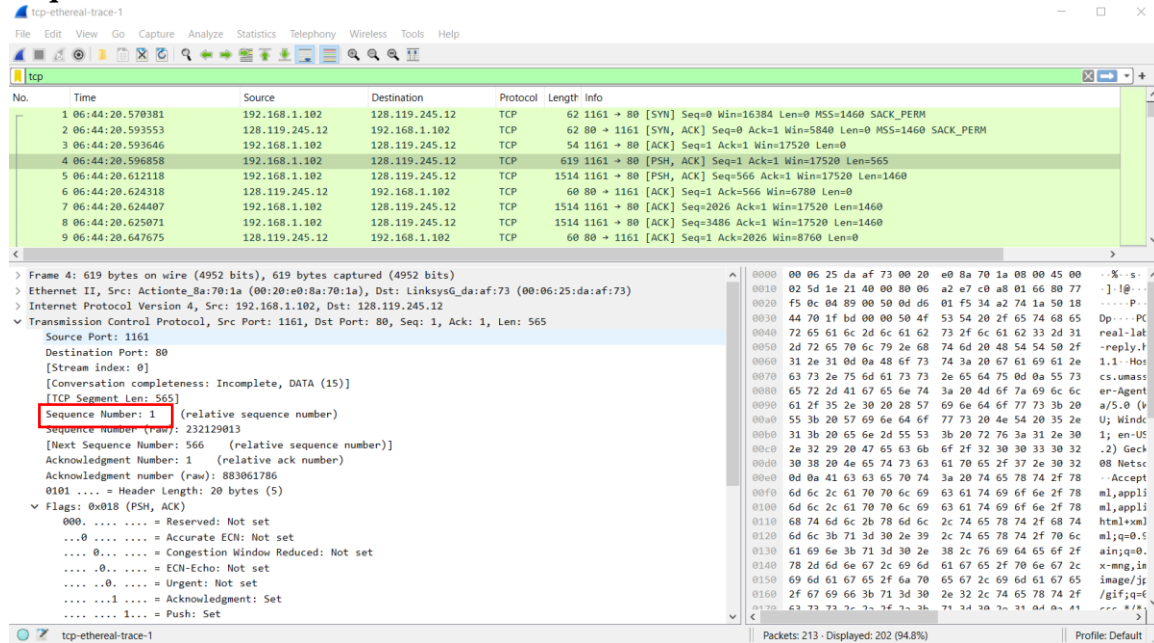 tcp-ethereal-trace-1
File Edit View Go Capture Analyze Statistics Telephony Wireless Tools Help
tcp
No. Time Source Destination Protocol Length Info
1 06:44:20.570381 192.168.1.102 128.119.245.12 TCP 62 1161 → 80 [SYN] Seq=0 Win=16384 Len=0 MSS=1460 SACK_PERM
2 06:44:20.593553 128.119.245.12 192.168.1.102 TCP 62 80 → 1161 [SYN, ACK] Seq=0 Ack=1 Win=5840 Len=0 MSS=1460 SACK_PERM
3 06:44:20.593646 192.168.1.102 128.119.245.12 TCP 54 1161 → 80 [ACK] Seq=1 Ack=1 Win=17520 Len=0
4 06:44:20.596858 192.168.1.102 128.119.245.12 TCP 619 1161 → 80 [PSH, ACK] Seq=1 Ack=1 Win=17520 Len=565
5 06:44:20.612118 192.168.1.102 128.119.245.12 TCP 1514 1161 → 80 [PSH, ACK] Seq=566 Ack=1 Win=17520 Len=1460
6 06:44:20.624318 128.119.245.12 192.168.1.102 TCP 60 80 → 1161 [ACK] Seq=1 Ack=566 Win=6780 Len=0
7 06:44:20.624407 192.168.1.102 128.119.245.12 TCP 1514 1161 → 80 [ACK] Seq=2026 Ack=1 Win=17520 Len=1460
8 06:44:20.625071 192.168.1.102 128.119.245.12 TCP 1514 1161 → 80 [ACK] Seq=3486 Ack=1 Win=17520 Len=1460
9 06:44:20.647675 128.119.245.12 192.168.1.102 TCP 60 80 → 1161 [ACK] Seq=1 Ack=2026 Win=8760 Len=0
Frame 4: 619 bytes on wire (4952 bits), 619 bytes captured (4952 bits)
Ethernet II, Src: Actionte_8a:70:1a (00:20:e0:8a:70:1a), Dst: LinksysG_da:af:73 (00:06:25:da:af:73)
Internet Protocol Version 4, Src: 192.168.1.102, Dst: 128.119.245.12
Transmission Control Protocol, Src Port: 1161, Dst Port: 80, Seq: 1, Ack: 1, Len: 565
Source Port: 1161
Destination Port: 80
[Stream index: 0]
[Conversation completeness: Incomplete, DATA (15)]
[TCP Segment Len: 565]
Sequence Number: 1 (relative sequence number)
Sequence Number (raw): 232129013
[Next Sequence Number: 566 (relative sequence number)]
Acknowledgment Number: 1 (relative ack number)
Acknowledgment number (raw): 883061786
0101 .... = Header Length: 20 bytes (5)
Flags: 0x018 (PSH, ACK)
000. .... .... = Reserved: Not set
...0 .... .... = Accurate ECN: Not set
.... 0... .... = Congestion Window Reduced: Not set
.... .0.. .... = ECN-Echo: Not set
.... ..0. .... = Urgent: Not set
.... ...1 .... = Acknowledgment: Set
.... .... 1... = Push: Set
0000 00 06 25 da af 73 00 20 e0 8a 70 1a 08 00 45 00 ··%··s·
0010 02 5d 1e 21 40 00 80 06 a2 e7 c0 a8 01 66 80 77 ·]·!@···
0020 f5 0c 04 89 00 50 0d d6 01 f5 34 a2 74 1a 50 18 ·····P··
0030 44 70 1f bd 00 00 50 4f 53 54 20 2f 65 74 68 65 Dp····PO
0040 72 65 61 6c 2d 6c 61 62 73 2f 6c 61 62 33 2d 31 real-lab
0050 2d 72 65 70 6c 79 2e 68 74 6d 20 48 54 54 50 2f -reply.h
0060 31 2e 31 0d 0a 48 6f 73 74 3a 20 67 61 69 61 2e 1.1··Hos
0070 63 73 2e 75 6d 61 73 73 2e 65 64 75 0d 0a 55 73 cs.umass
0080 65 72 2d 41 67 65 6e 74 3a 20 4d 6f 7a 69 6c 6c er-Agent
0090 61 2f 35 2e 30 20 28 57 69 6e 64 6f 77 73 3b 20 a/5.0 (W
00a0 55 3b 20 57 69 6e 64 6f 77 73 20 4e 54 20 35 2e U; Windo
00b0 31 3b 20 65 6e 2d 55 53 3b 20 72 76 3a 31 2e 30 1; en-US
00c0 2e 32 29 20 47 65 63 6b 6f 2f 32 30 30 33 30 32 .2) Geck
00d0 30 38 20 4e 65 74 73 63 61 70 65 2f 37 2e 30 32 08 Netsc
00e0 0d 0a 41 63 63 65 70 74 3a 20 74 65 78 74 2f 78 ··Accept
00f0 6d 6c 2c 61 70 70 6c 69 63 61 74 69 6f 6e 2f 78 ml,appli
0100 6d 6c 2c 61 70 70 6c 69 63 61 74 69 6f 6e 2f 78 ml,appli
0110 68 74 6d 6c 2b 78 6d 6c 2c 74 65 78 74 2f 68 74 html+xml
0120 6d 6c 3b 71 3d 30 2e 39 2c 74 65 78 74 2f 70 6c ml;q=0.9
0130 61 69 6e 3b 71 3d 30 2e 38 2c 76 69 64 65 6f 2f ain;q=0.
0140 78 2d 6d 6e 67 2c 69 6d 61 67 65 2f 70 6e 67 2c x-mng,im
0150 69 6d 61 67 65 2f 6a 70 65 67 2c 69 6d 61 67 65 image/jp
0160 2f 67 69 66 3b 71 3d 30 2e 32 2c 74 65 78 74 2f /gif;q=0
tcp-ethereal-trace-1
Packets: 213 · Displayed: 202 (94.8%)
Profile: Default